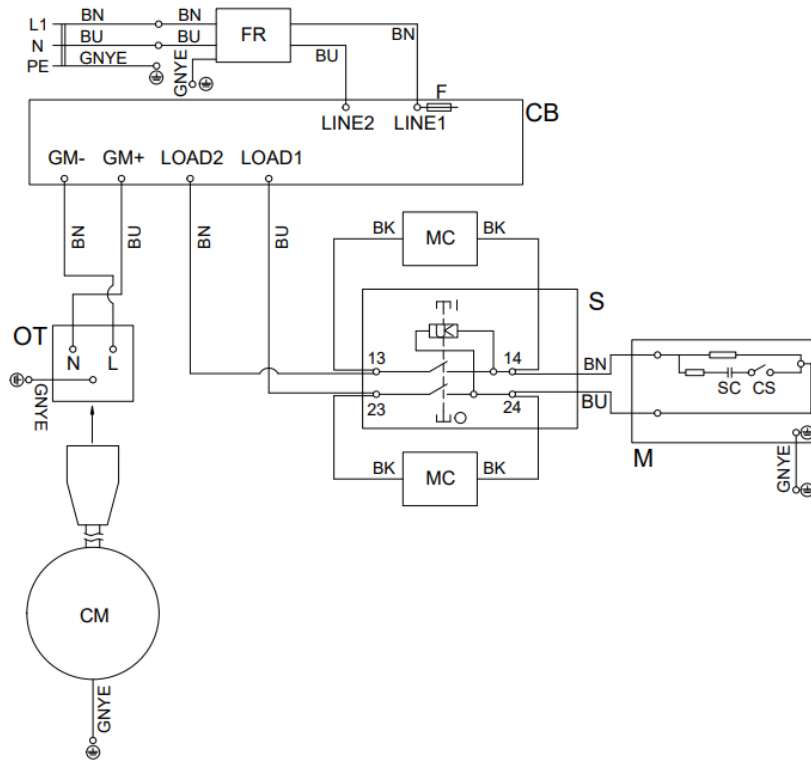 L1 BN BN
N BU BU FR BN
PE GNYE GNYE BU
F
LINE2 LINE1 CB
GM- GM+ LOAD2 LOAD1
BN BU BN BU
BK MC BK
S
I
OT N L
13 14 BN
23 24 BU
SC CS
GNYE
BK MC BK
M GNYE
CM
GNYE